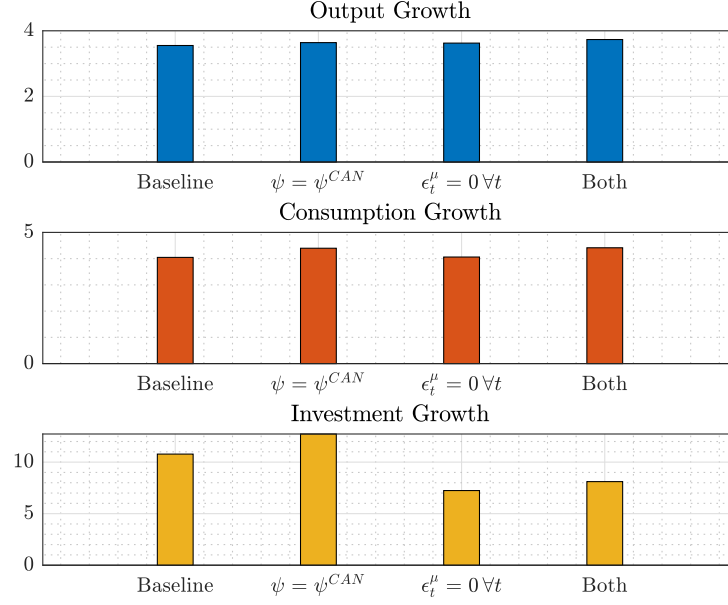 Output Growth
4
2
0
Baseline ψ = ψ^{CAN} ϵ_t^μ = 0 ∀t Both
Consumption Growth
5
0
Baseline ψ = ψ^{CAN} ϵ_t^μ = 0 ∀t Both
Investment Growth
10
5
0
Baseline ψ = ψ^{CAN} ϵ_t^μ = 0 ∀t Both